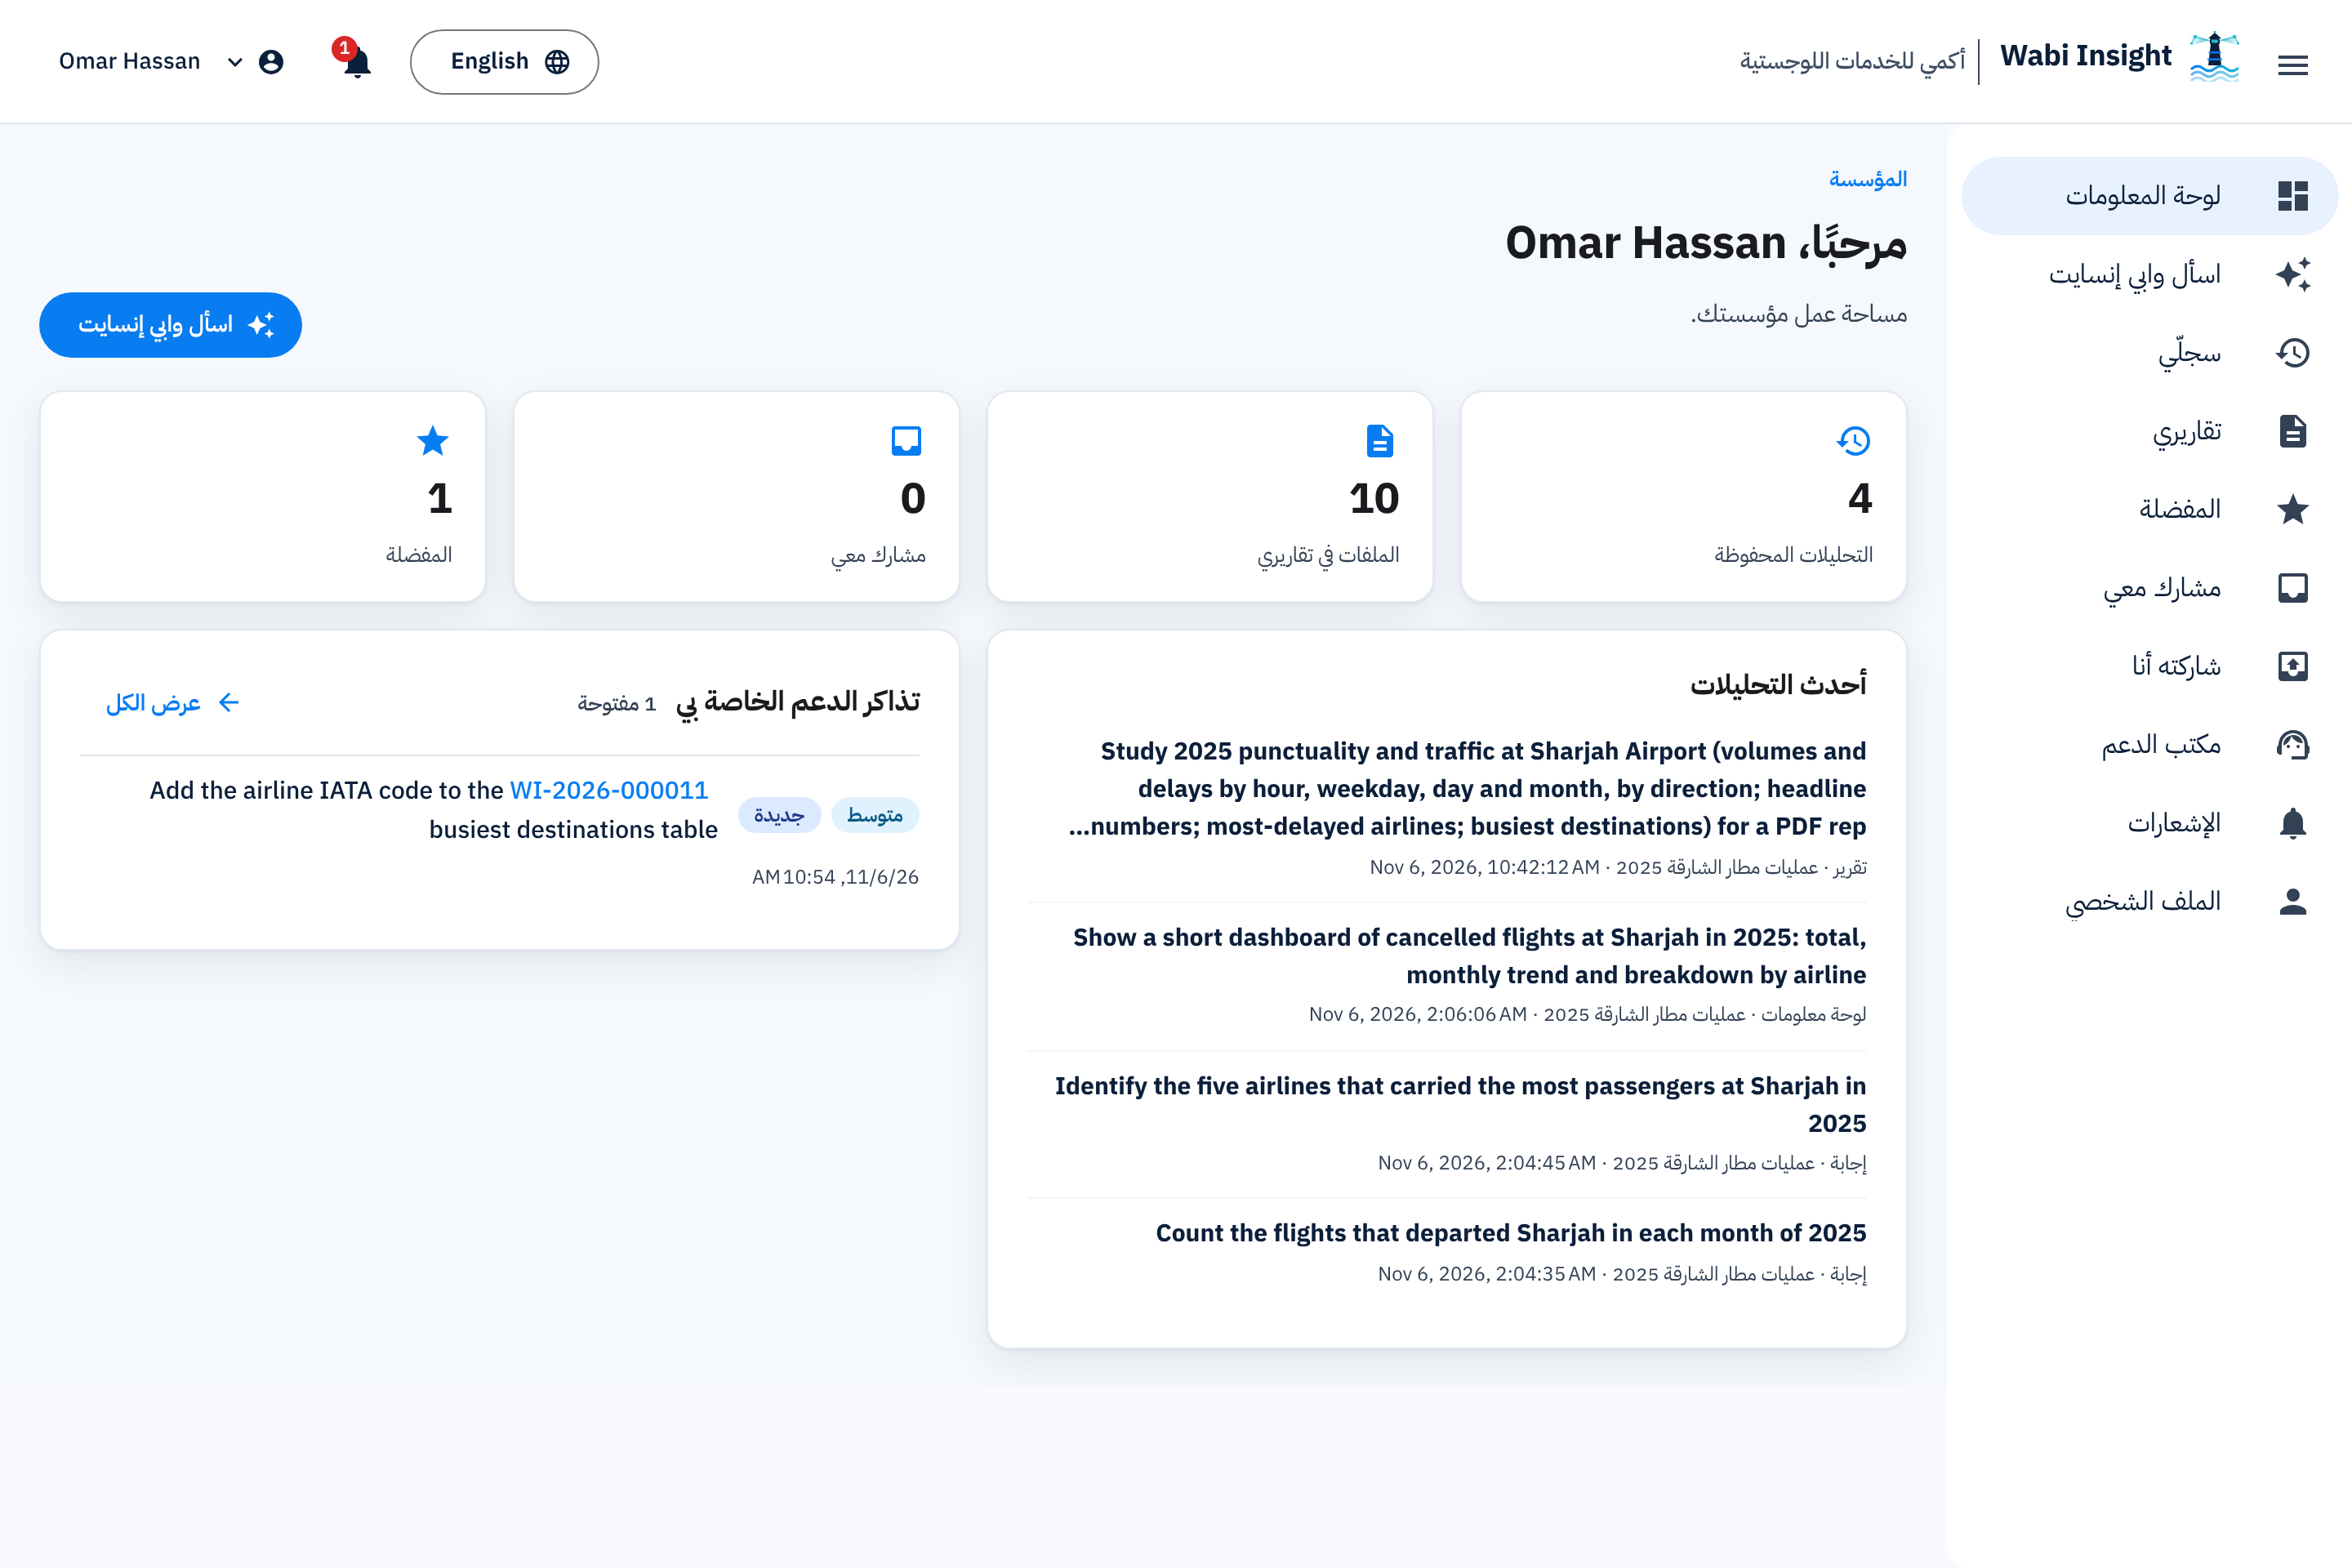 Wabi Insight
أكمي للخدمات اللوجستية
English
1
Omar Hassan
لوحة المعلومات
اسأل وابي إنسايت
سجلّي
تقاريري
المفضلة
مشارك معي
شاركته أنا
مكتب الدعم
الإشعارات
الملف الشخصي
المؤسسة
مرحبًا، Omar Hassan
مساحة عمل مؤسستك.
اسأل وابي إنسايت
4
التحليلات المحفوظة
10
الملفات في تقاريري
0
مشارك معي
1
المفضلة
أحدث التحليلات
Study 2025 punctuality and traffic at Sharjah Airport (volumes and
delays by hour, weekday, day and month, by direction; headline
numbers; most-delayed airlines; busiest destinations) for a PDF rep...
تقرير · عمليات مطار الشارقة 2025 · Nov 6, 2026, 10:42:12 AM
Show a short dashboard of cancelled flights at Sharjah in 2025: total,
monthly trend and breakdown by airline
لوحة معلومات · عمليات مطار الشارقة 2025 · Nov 6, 2026, 2:06:06 AM
Identify the five airlines that carried the most passengers at Sharjah in
2025
إجابة · عمليات مطار الشارقة 2025 · Nov 6, 2026, 2:04:45 AM
Count the flights that departed Sharjah in each month of 2025
إجابة · عمليات مطار الشارقة 2025 · Nov 6, 2026, 2:04:35 AM
تذاكر الدعم الخاصة بي
1 مفتوحة
عرض الكل
متوسط
جديدة
WI-2026-000011 Add the airline IATA code to the
busiest destinations table
11/6/26, 10:54 AM